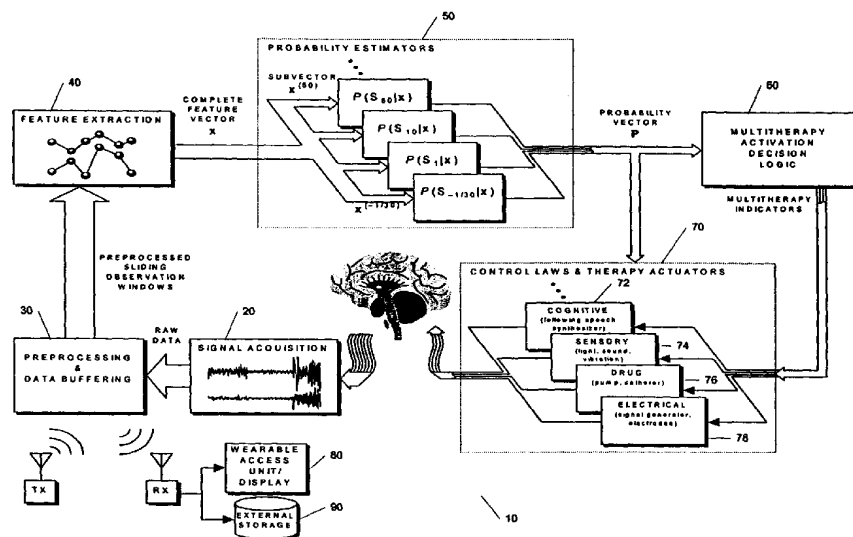 50
PROBABILITY ESTIMATORS
40
FEATURE EXTRACTION
COMPLETE
FEATURE
VECTOR
X
SUBVECTOR
X (60)
P(S60|x)
P(S10|x)
P(S1|x)
P(S-1/30|x)
X (-1/30)
PROBABILITY
VECTOR
P
60
MULTITHERAPY
ACTIVATION
DECISION
LOGIC
MULTITHERAPY
INDICATORS
PREPROCESSED
SLIDING
OBSERVATION
WINDOWS
70
CONTROL LAWS & THERAPY ACTUATORS
72
COGNITIVE
(following speech
synthesizer)
SENSORY
(light, sound,
vibration)
74
DRUG
(pump, catheter)
76
ELECTRICAL
(signal generator,
electrodes)
78
30
PREPROCESSING
&
DATA BUFFERING
RAW
DATA
20
SIGNAL ACQUISITION
TX
RX
WEARABLE
ACCESS
UNIT/
DISPLAY
80
EXTERNAL
STORAGE
90
10